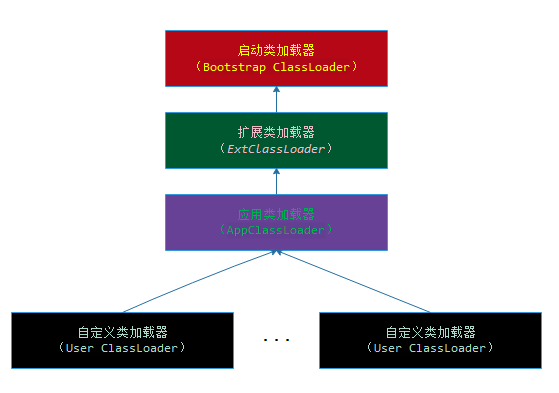 启动类加载器
（Bootstrap ClassLoader）
扩展类加载器
（ExtClassLoader）
应用类加载器
（AppClassLoader）
自定义类加载器
（User ClassLoader）
...
自定义类加载器
（User ClassLoader）